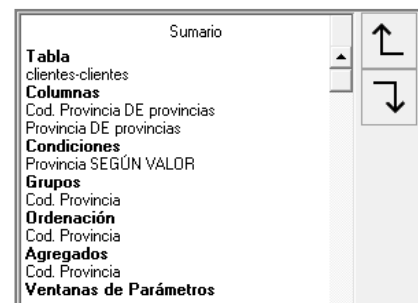 Sumario
Tabla
clientes-clientes
Columnas
Cod. Provincia DE provincias
Provincia DE provincias
Condiciones
Provincia SEGÚN VALOR
Grupos
Cod. Provincia
Ordenación
Cod. Provincia
Agregados
Cod. Provincia
Ventanas de Parámetros